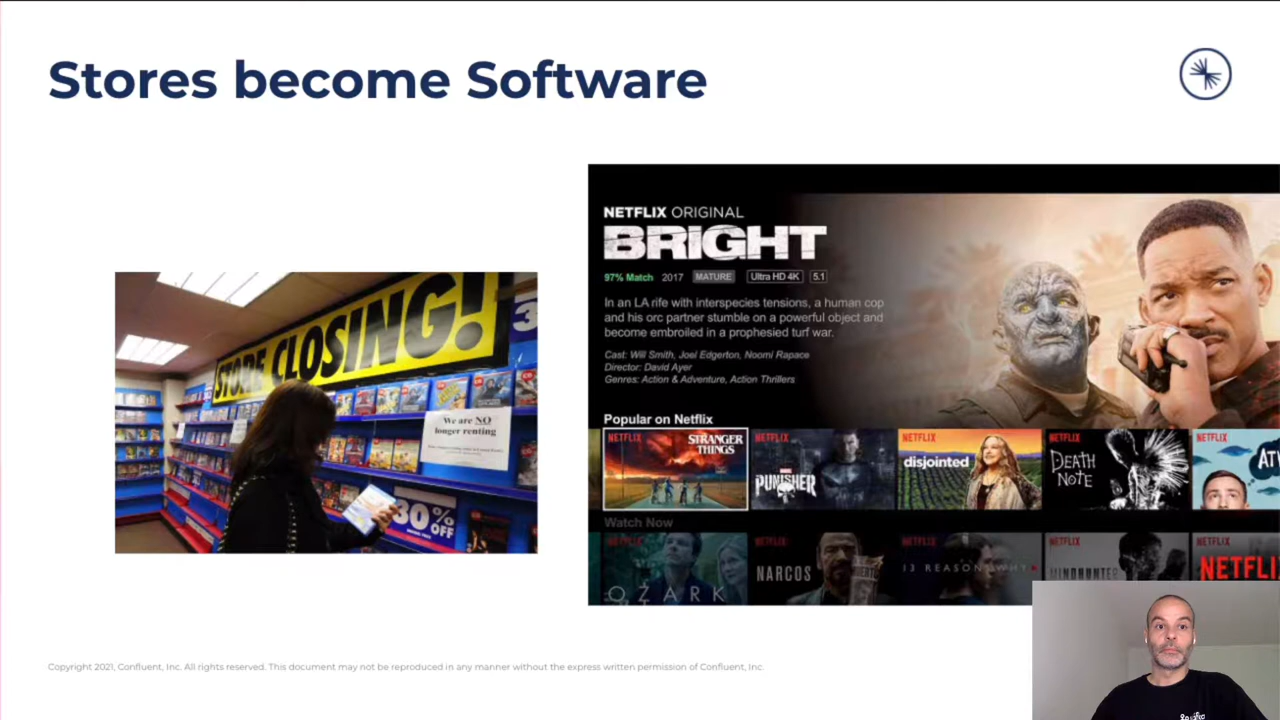 Stores become Software
STORE CLOSING!
We are NO
longer renting
30%
OFF
NETFLIX ORIGINAL
BRIGHT
97% Match 2017 MATURE Ultra HD 4K 5.1
In an LA rife with interspecies tensions, a human cop
and his orc partner stumble on a powerful object and
become embroiled in a prophesied turf war.
Cast: Will Smith, Joel Edgerton, Noomi Rapace
Director: David Ayer
Genres: Action & Adventure, Action Thrillers
Popular on Netflix
NETFLIX
STRANGER
THINGS
NETFLIX
MARVEL
PUNISHER
NETFLIX
disjointed
NETFLIX
DEATH
NOTE
NETFLIX
Watch Now
NETFLIX
OZARK
NETFLIX
NARCOS
NETFLIX
13 REASONS WHY
NETFLIX
MINDHUNTER
Copyright 2021, Confluent, Inc. All rights reserved. This document may not be reproduced in any manner without the express written permission of Confluent, Inc.